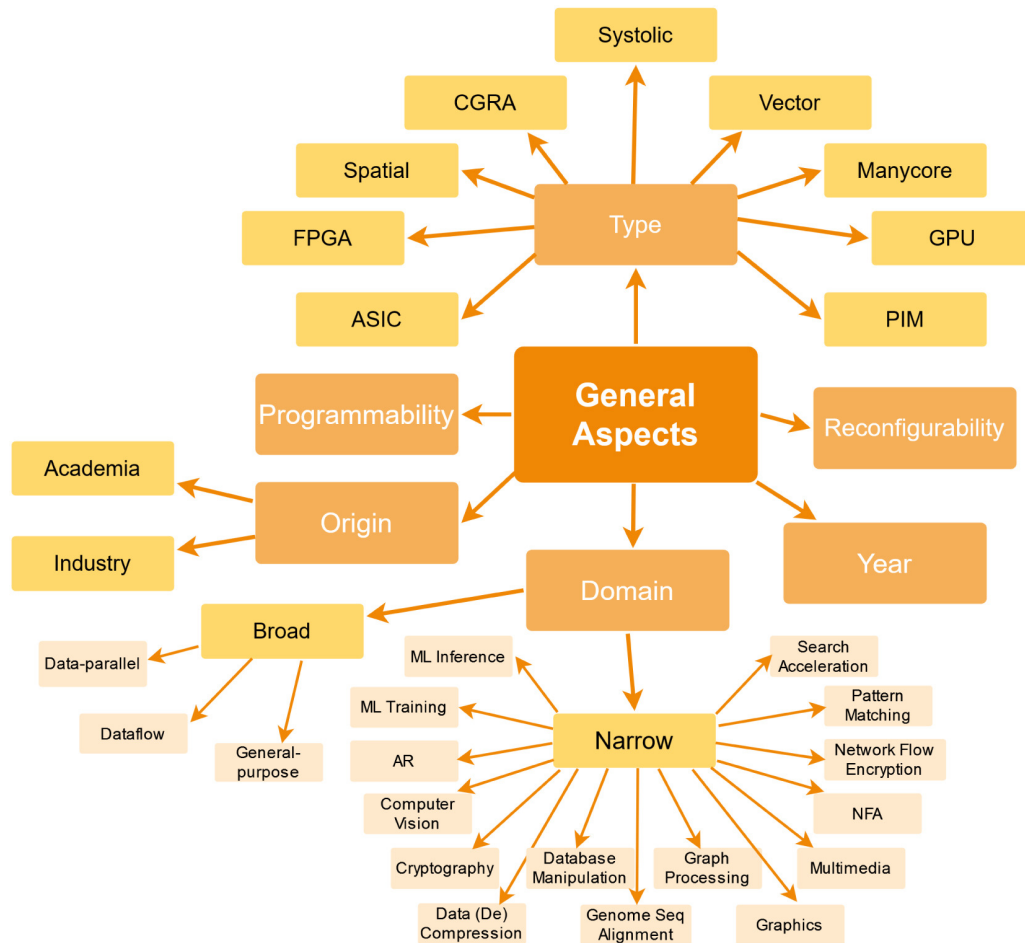 Systolic
CGRA
Vector
Spatial
Manycore
Type
FPGA
GPU
ASIC
PIM
General
Aspects
Programmability
Reconfigurability
Academia
Origin
Industry
Year
Domain
Broad
Data-parallel
Dataflow
General-
purpose
ML Inference
Search
Acceleration
ML Training
Pattern
Matching
Narrow
AR
Network Flow
Encryption
Computer
Vision
NFA
Cryptography
Database
Manipulation
Graph
Processing
Multimedia
Data (De)
Compression
Genome Seq
Alignment
Graphics